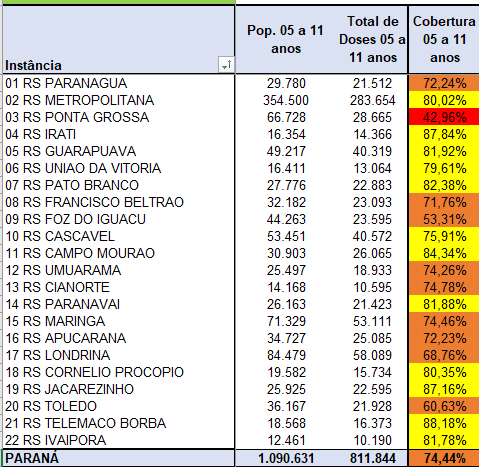 Instância Pop. 05 a 11 anos Total de Doses 05 a 11 anos Cobertura 05 a 11 anos
01 RS PARANAGUA 29.780 21.512 72,24%
02 RS METROPOLITANA 354.500 283.654 80,02%
03 RS PONTA GROSSA 66.728 28.665 42,96%
04 RS IRATI 16.354 14.366 87,84%
05 RS GUARAPUAVA 49.217 40.319 81,92%
06 RS UNIAO DA VITORIA 16.411 13.064 79,61%
07 RS PATO BRANCO 27.776 22.883 82,38%
08 RS FRANCISCO BELTRAO 32.182 23.093 71,76%
09 RS FOZ DO IGUACU 44.263 23.595 53,31%
10 RS CASCAVEL 53.451 40.572 75,91%
11 RS CAMPO MOURAO 30.903 26.065 84,34%
12 RS UMUARAMA 25.497 18.933 74,26%
13 RS CIANORTE 14.168 10.595 74,78%
14 RS PARANAVAI 26.163 21.423 81,88%
15 RS MARINGA 71.329 53.111 74,46%
16 RS APUCARANA 34.727 25.085 72,23%
17 RS LONDRINA 84.479 58.089 68,76%
18 RS CORNELIO PROCOPIO 19.582 15.734 80,35%
19 RS JACAREZINHO 25.925 22.595 87,16%
20 RS TOLEDO 36.167 21.928 60,63%
21 RS TELEMACO BORBA 18.568 16.373 88,18%
22 RS IVAIPORA 12.461 10.190 81,78%
PARANÁ 1.090.631 811.844 74,44%